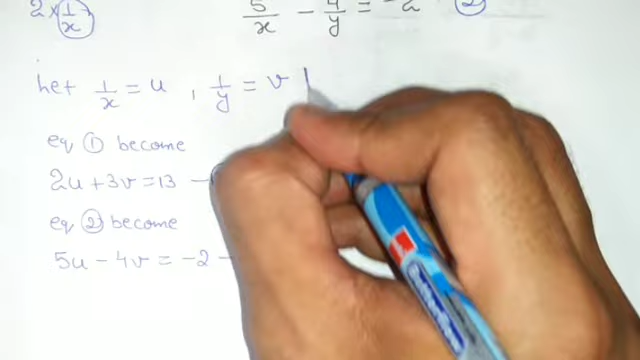 2 × 1/x
5/x - 4/y = -2 ②
Let 1/x = u , 1/y = v
eq ① become
2u + 3v = 13 -
eq ② become
5u - 4v = -2 -